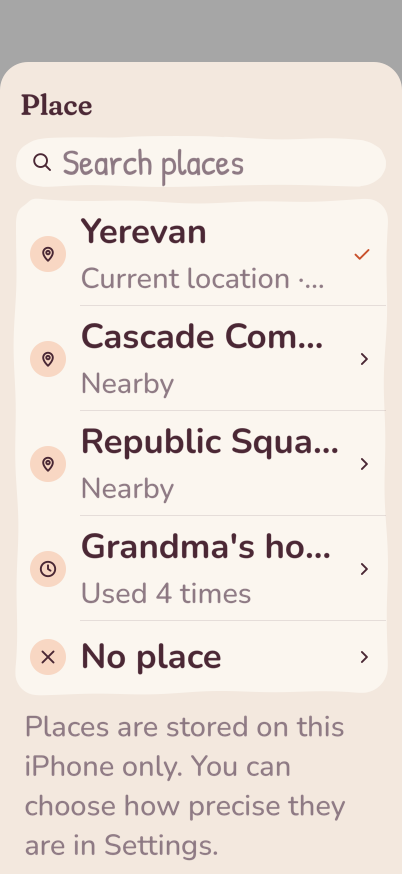 Place
Search places
Yerevan
Current location ·...
Cascade Com...
Nearby
Republic Squa...
Nearby
Grandma's ho...
Used 4 times
No place
Places are stored on this
iPhone only. You can
choose how precise they
are in Settings.